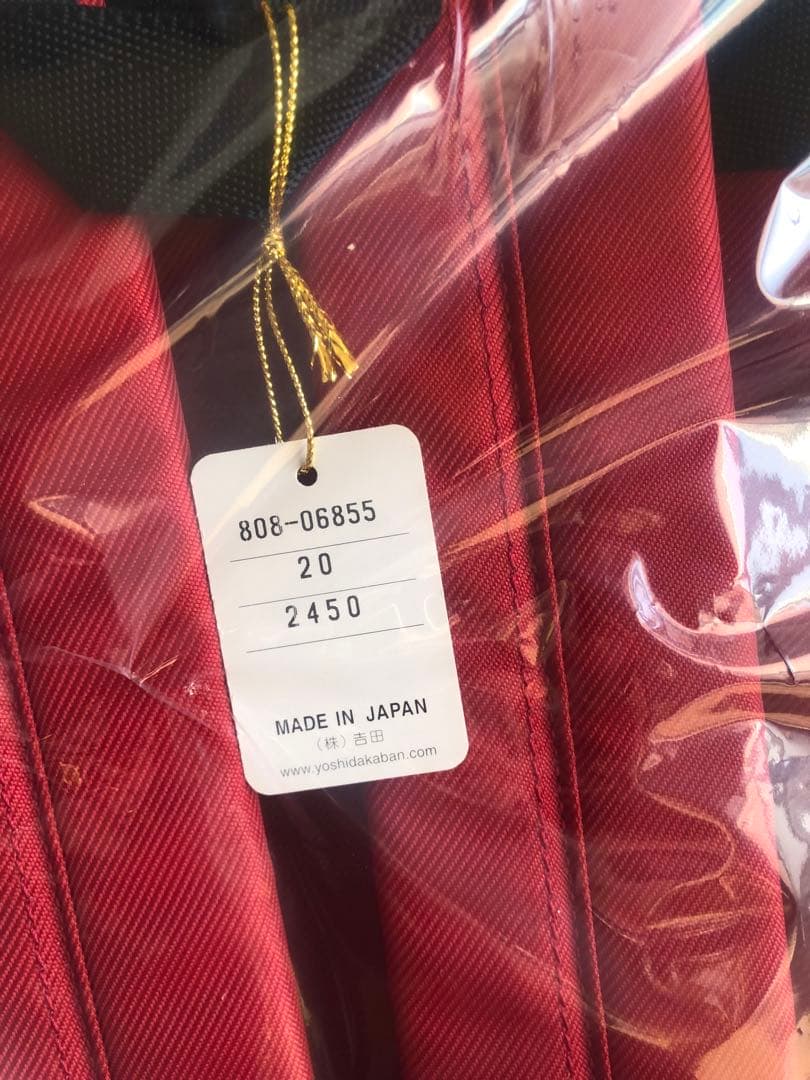 808-06855
20
2450
MADE IN JAPAN
(株)吉田
www.yoshidakaban.com